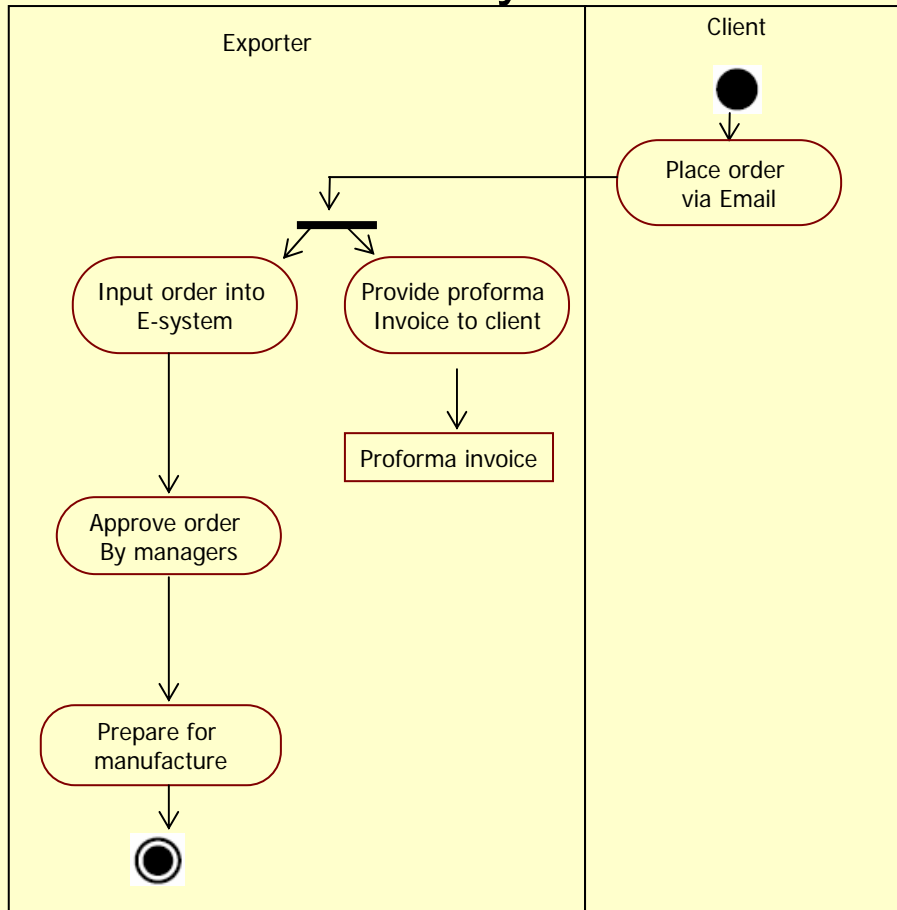 Exporter
Client
Place order
via Email
Input order into
E-system
Provide proforma
Invoice to client
Proforma invoice
Approve order
By managers
Prepare for
manufacture